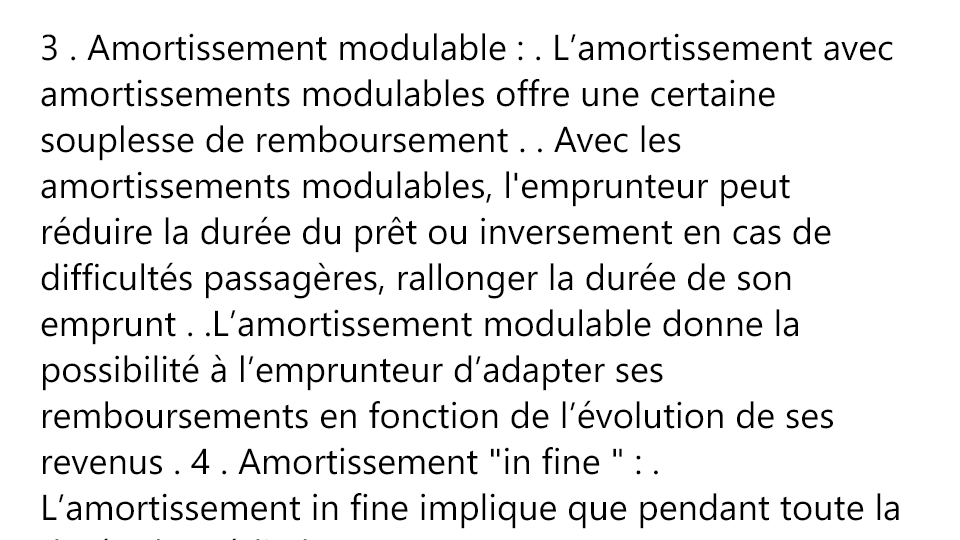 3 . Amortissement modulable : . L’amortissement avec
amortissements modulables offre une certaine
souplesse de remboursement . . Avec les
amortissements modulables, l'emprunteur peut
réduire la durée du prêt ou inversement en cas de
difficultés passagères, rallonger la durée de son
emprunt . .L’amortissement modulable donne la
possibilité à l’emprunteur d’adapter ses
remboursements en fonction de l’évolution de ses
revenus . 4 . Amortissement "in fine " : .
L’amortissement in fine implique que pendant toute la